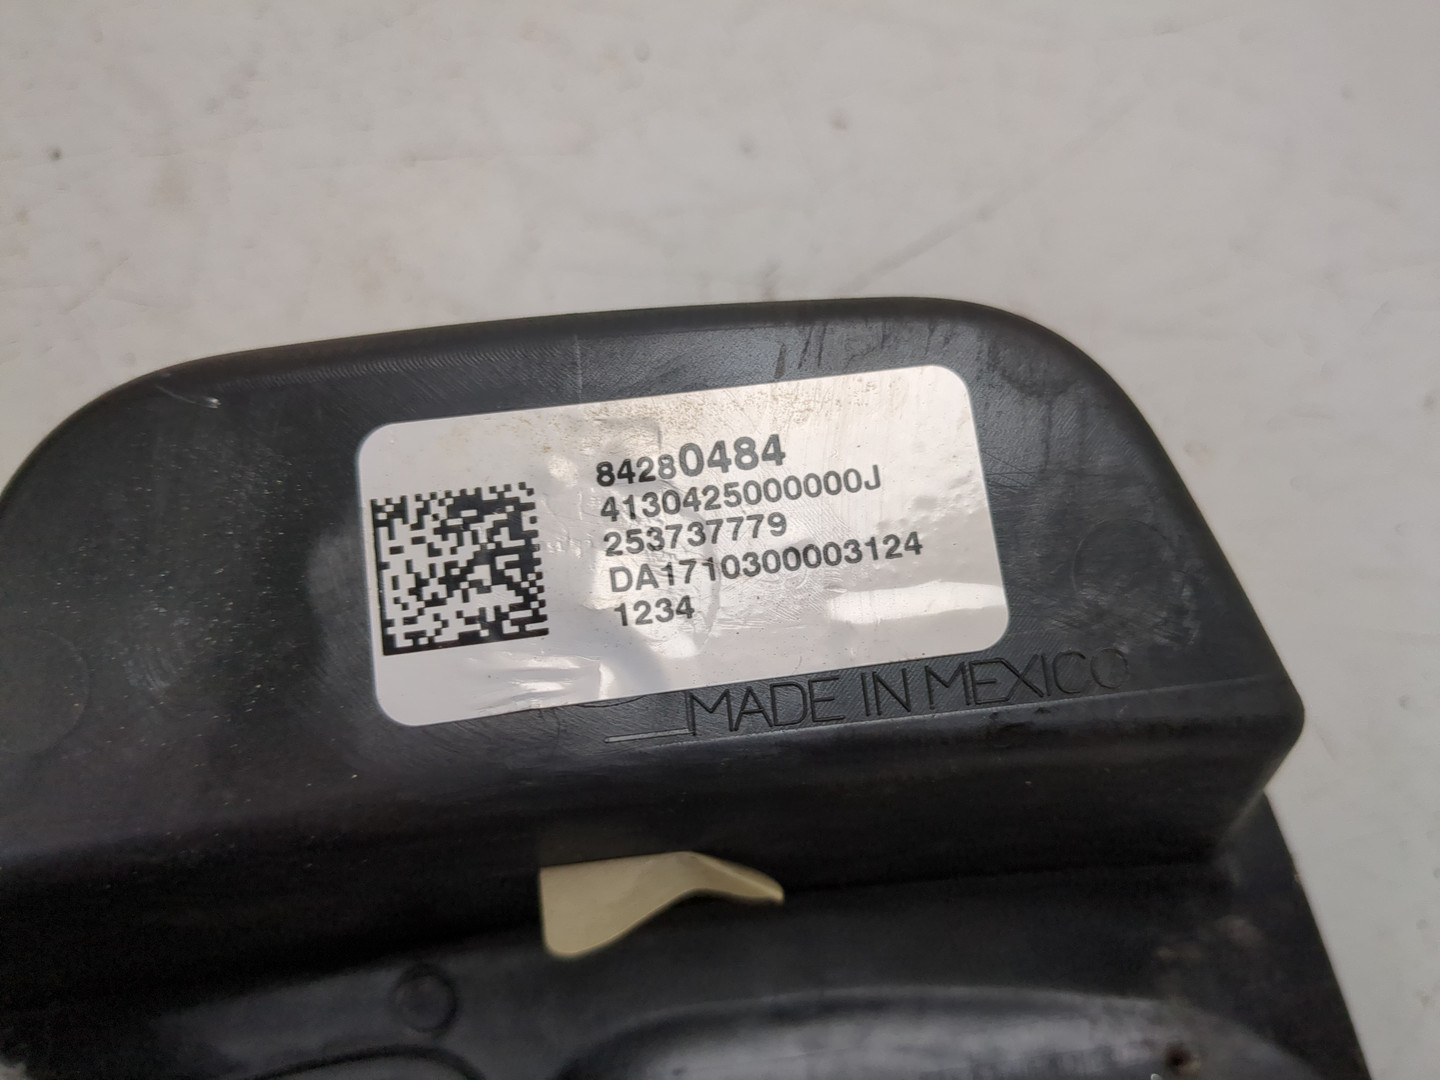 84280484
4130425000000J
253737779
DA1710300003124
1234
MADE IN MEXICO